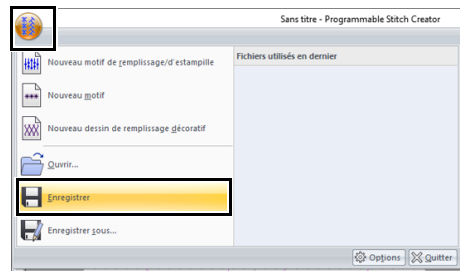 Sans titre - Programmable Stitch Creator
Nouveau motif de remplissage/d'estampille
Nouveau motif
Nouveau dessin de remplissage décoratif
Ouvrir...
Enregistrer
Enregistrer sous...
Fichiers utilisés en dernier
Options
Quitter